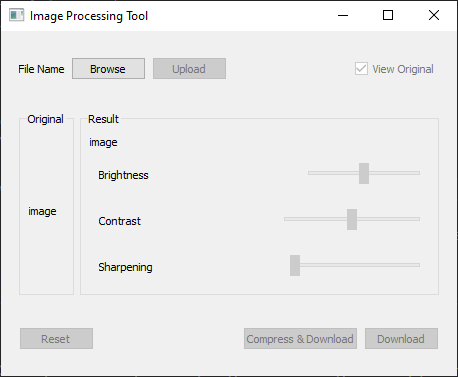 Image Processing Tool
File Name Browse Upload View Original
Original Result
image
Brightness
image
Contrast
Sharpening
Reset Compress & Download Download